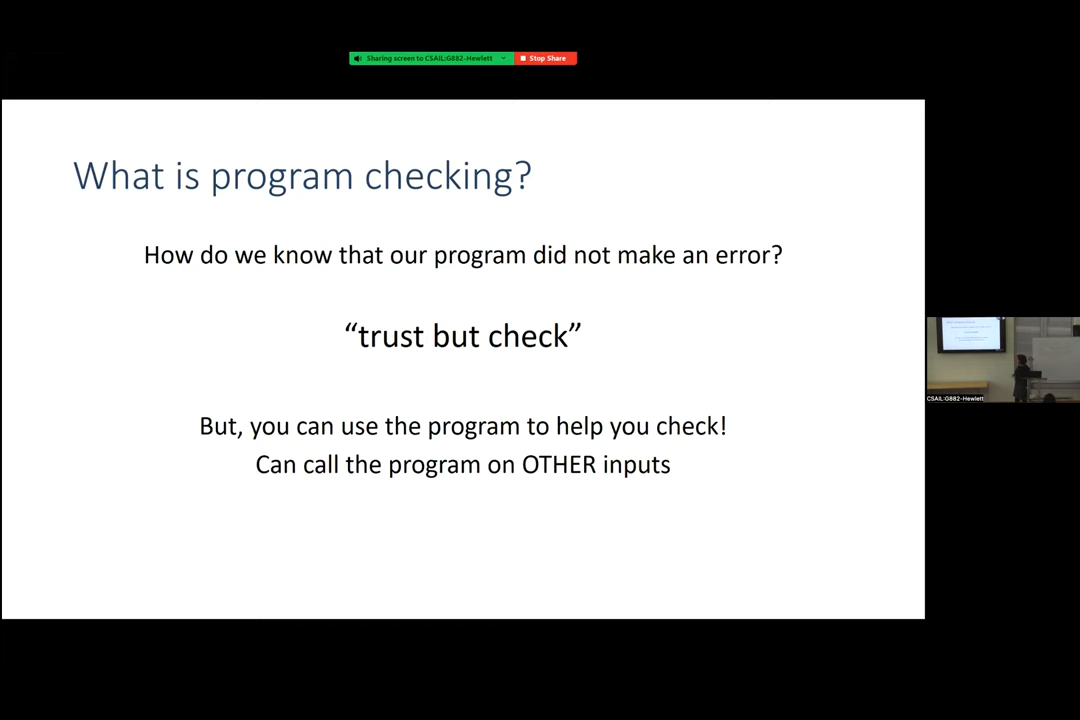 Sharing screen to CSAIL:G882-Hewlett
Stop Share
What is program checking?
How do we know that our program did not make an error?
“trust but check”
But, you can use the program to help you check!
Can call the program on OTHER inputs
CSAIL:G882-Hewlett